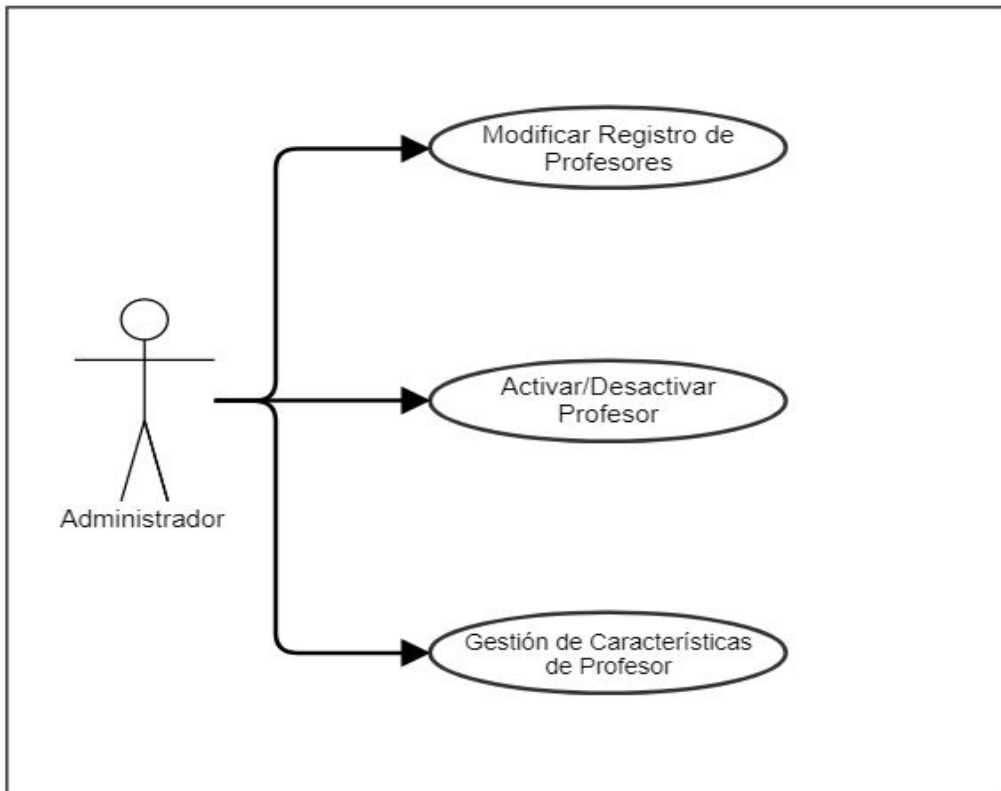 Modificar Registro de
Profesores
Activar/Desactivar
Profesor
Administrador
Gestión de Características
de Profesor